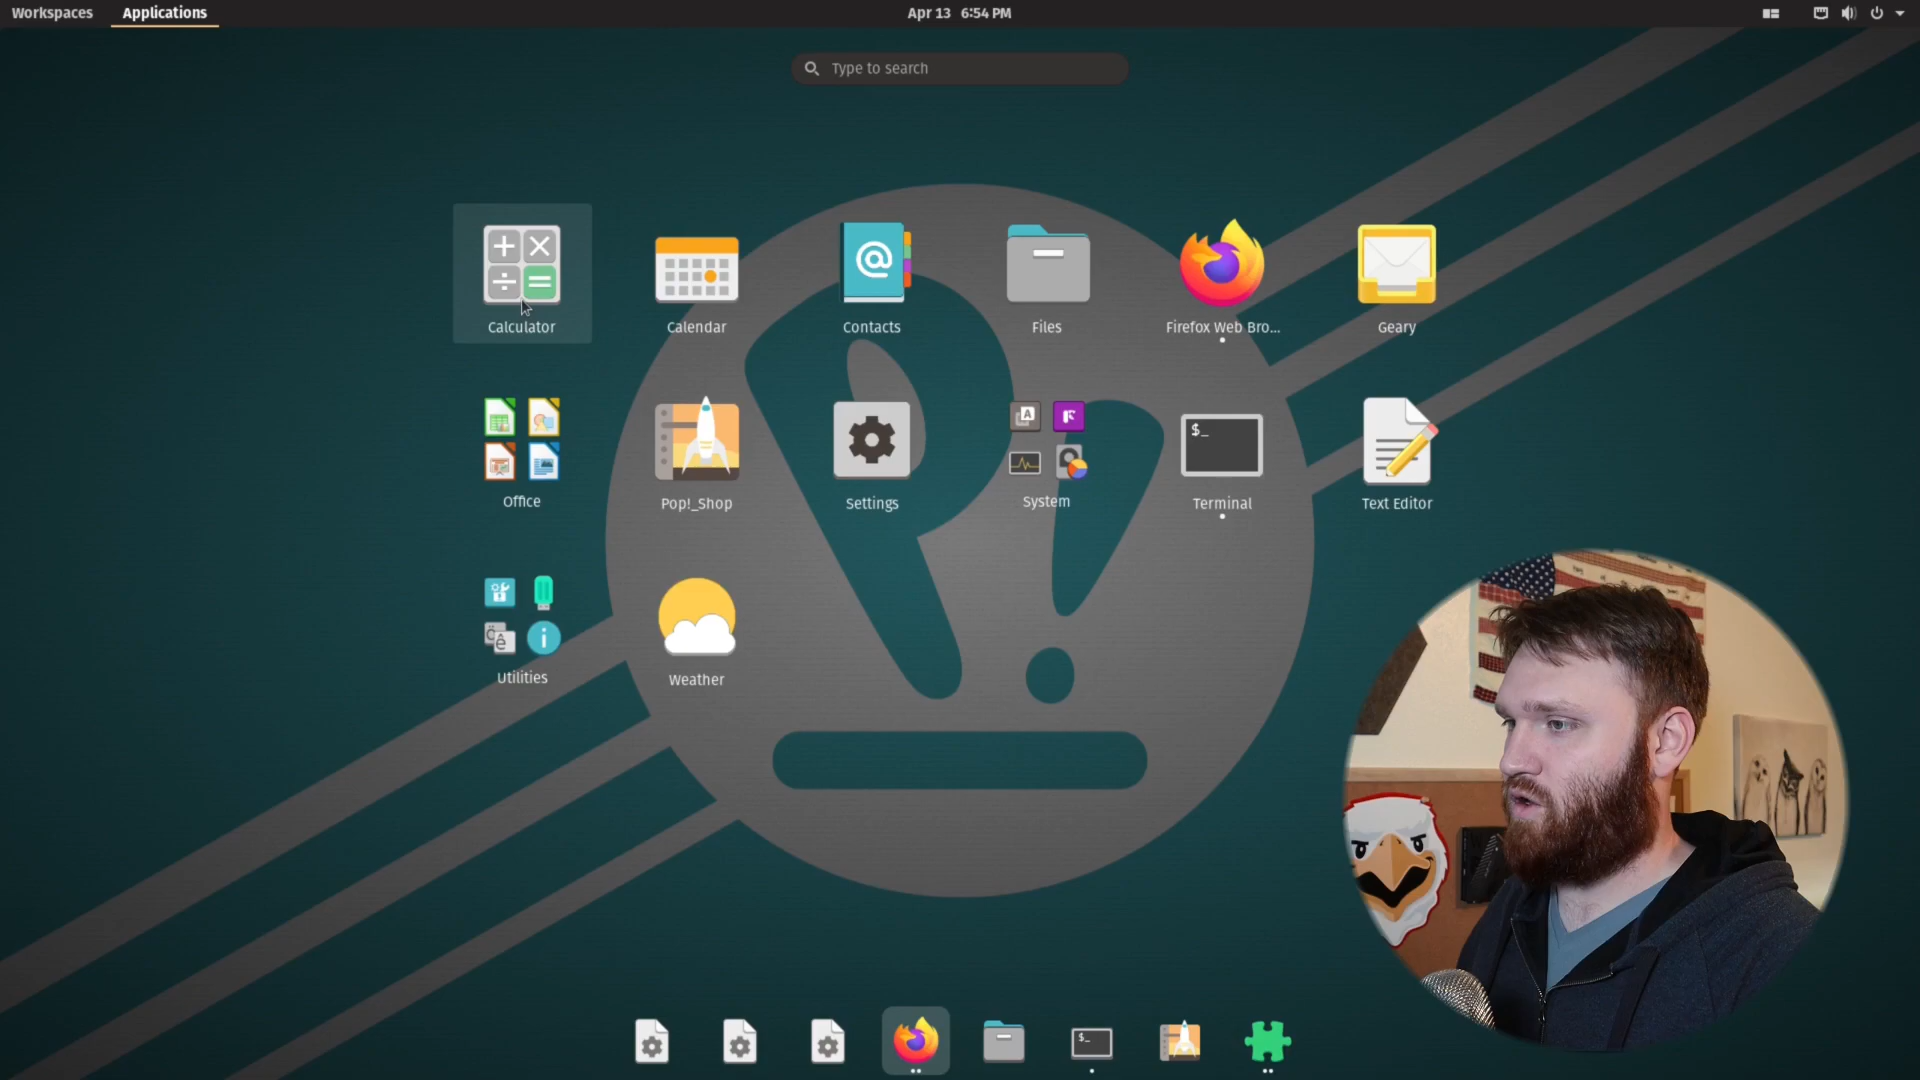 Workspaces
Applications
Apr 13 6:54 PM
Type to search
Calculator
Calendar
Contacts
Files
Firefox Web Bro...
Geary
Office
Pop!_Shop
Settings
System
Terminal
Text Editor
Utilities
Weather